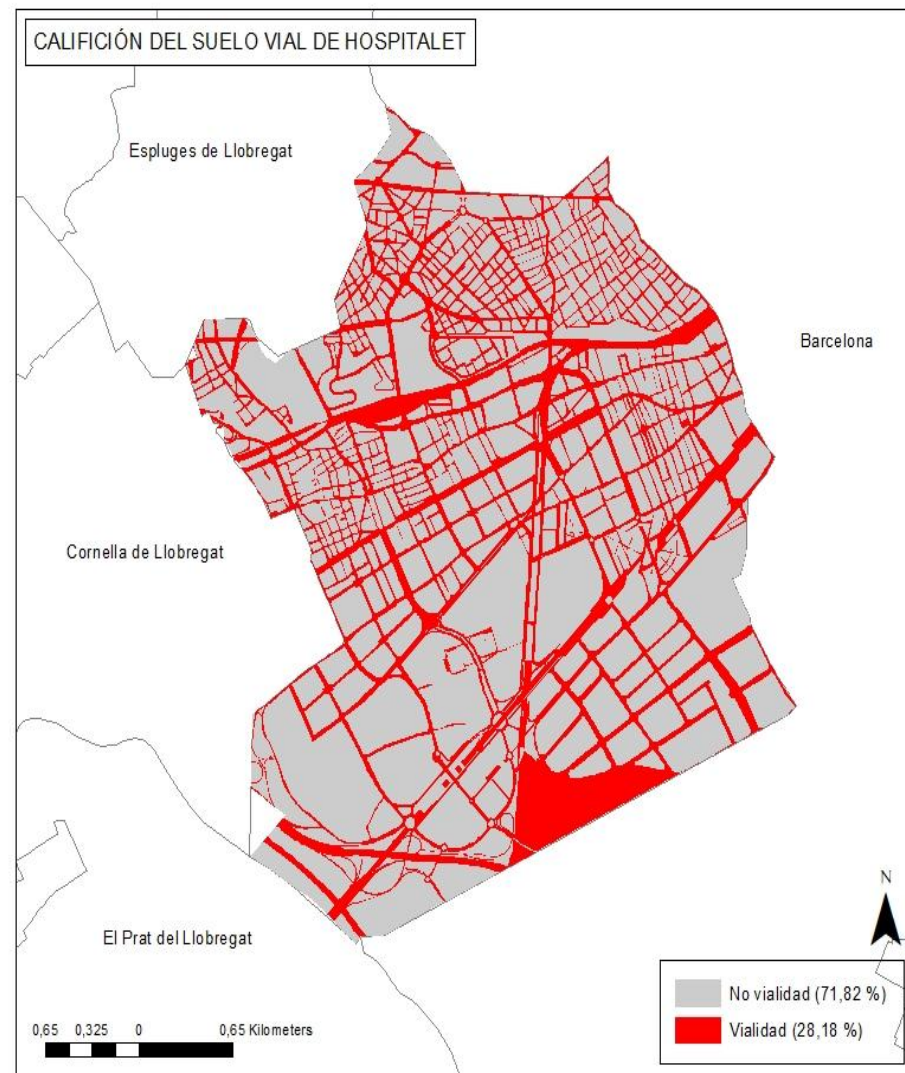 CALIFICIÓN DEL SUELO VIAL DE HOSPITALET
Espluges de Llobregat
Barcelona
Cornella de Llobregat
El Prat del Llobregat
N
No vialidad (71,82 %)
Vialidad (28,18 %)
0,65 0,325 0 0,65 Kilometers